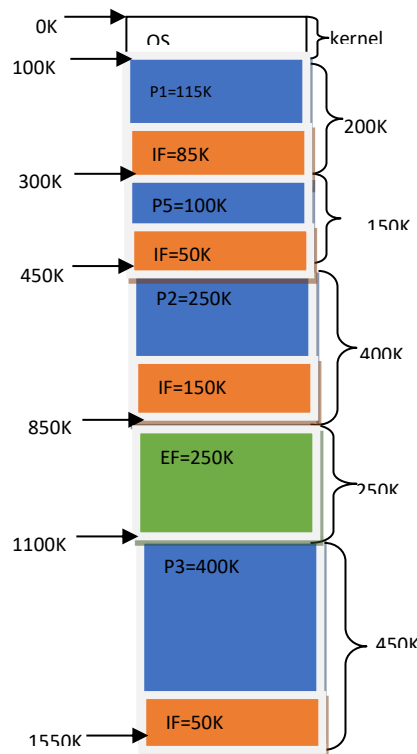 0K
OS
kernel
100K
P1=115K
200K
IF=85K
300K
P5=100K
150K
IF=50K
450K
P2=250K
400K
IF=150K
850K
EF=250K
250K
1100K
P3=400K
450K
IF=50K
1550K